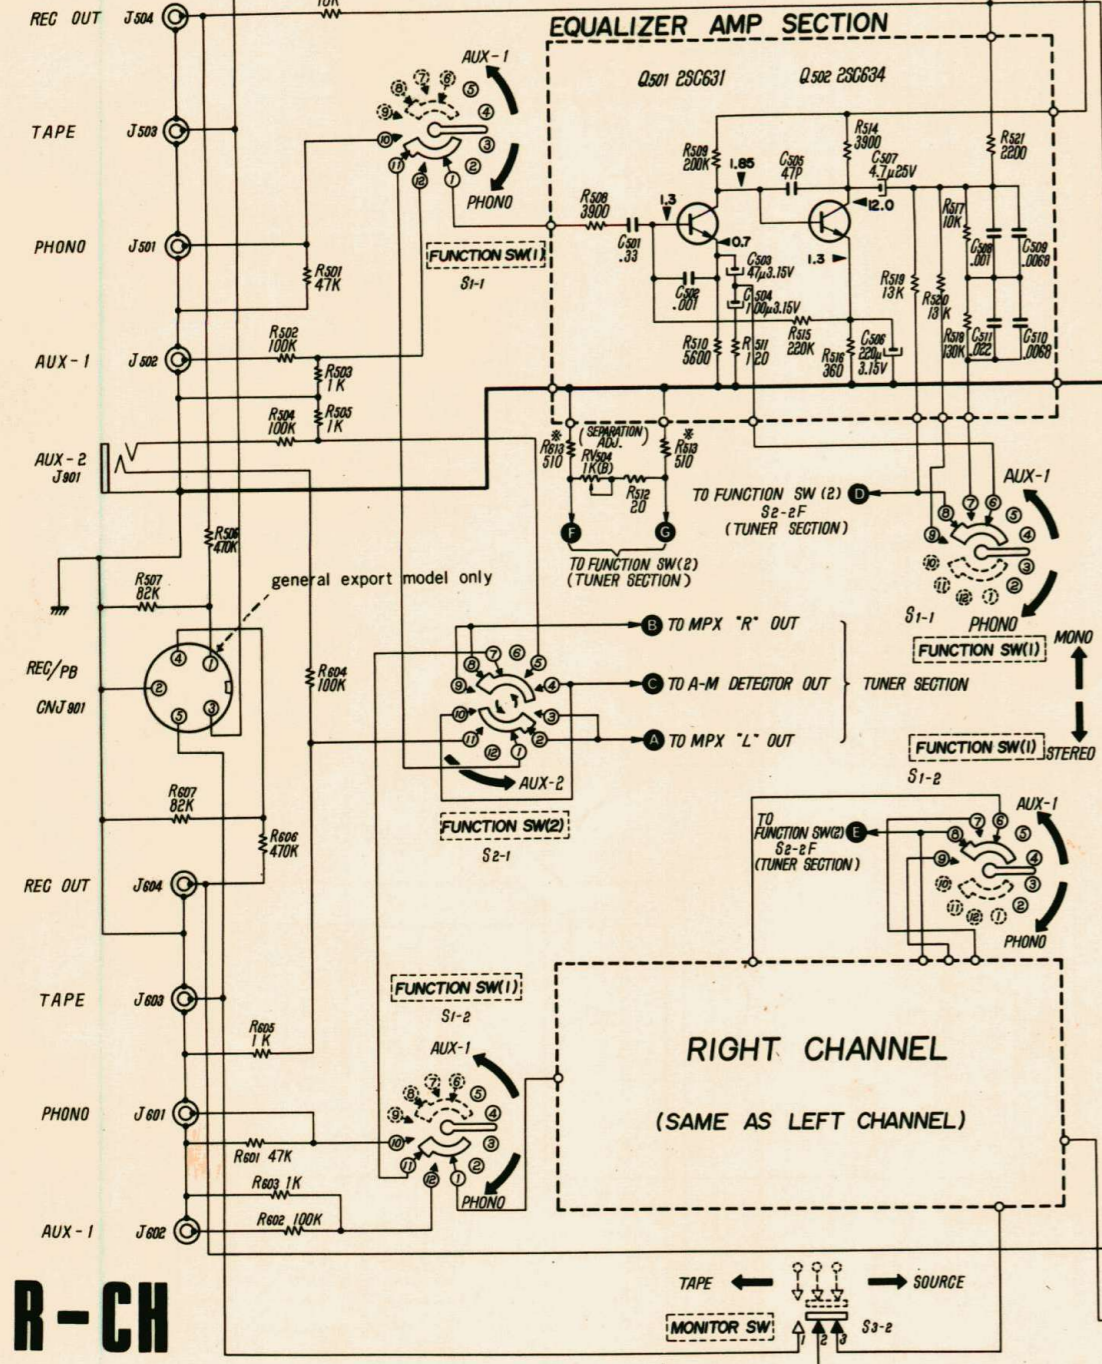 REC OUT J504
10K
EQUALIZER AMP SECTION
AUX-1
Q501 2SC631 Q502 2SC634
TAPE J503
R509 200K
1.85
C505 47P
R514 3900
C507 4.7μ25V
R521 2200
PHONO
R508 3900
1.3
C501 .33
12.0
R517 10K
PHONO J501
FUNCTION SW(1)
S1-1
0.7
1.3
C503 47μ3.15V
C508 .001
C509 .0068
R501 47K
C502 .001
C504 100μ3.15V
R519 13K
R520 13K
R502 100K
AUX-1 J502
R503 1K
R510 5600
R511 120
R515 220K
R516 360
C506 220μ 3.15V
R518 130K
C511 .022
C510 .0068
R504 100K
R505 1K
AUX-2
J901
※
R613 510
(SEPARATION)
ADJ.
RV504
1K(B)
※
R513 510
R512 20
TO FUNCTION SW (2) D
S2-2F
(TUNER SECTION)
AUX-1
F G
R506 470K
TO FUNCTION SW(2)
(TUNER SECTION)
R507 82K
general export model only
S1-1
PHONO
FUNCTION SW(1)
MONO
REC/PB
CNJ901
R604 100K
B TO MPX "R" OUT
C TO A-M DETECTOR OUT
TUNER SECTION
A TO MPX "L" OUT
FUNCTION SW(1)
STEREO
S1-2
AUX-2
R607 82K
FUNCTION SW(2)
S2-1
TO
FUNCTION SW(2) E
S2-2F
(TUNER SECTION)
AUX-1
R606 470K
REC OUT J604
PHONO
FUNCTION SW(1)
S1-2
TAPE J603
R605 1K
AUX-1
RIGHT CHANNEL
(SAME AS LEFT CHANNEL)
PHONO J601
R601 47K
R603 1K
PHONO
AUX-1 J602
R602 100K
R-CH
TAPE SOURCE
MONITOR SW
1 2 3
S3-2